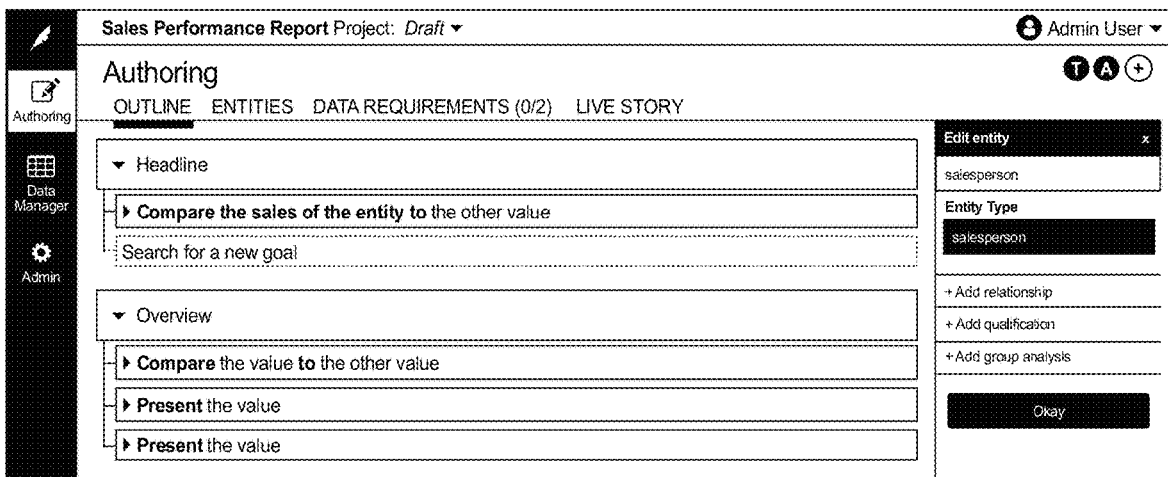 Sales Performance Report Project: Draft
Admin User
Authoring
Data
Manager
Admin
Authoring
T A +
OUTLINE ENTITIES DATA REQUIREMENTS (0/2) LIVE STORY
Headline
Compare the sales of the entity to the other value
Search for a new goal
Overview
Compare the value to the other value
Present the value
Present the value
Edit entity x
salesperson
Entity Type
salesperson
+ Add relationship
+ Add qualification
+ Add group analysis
Okay